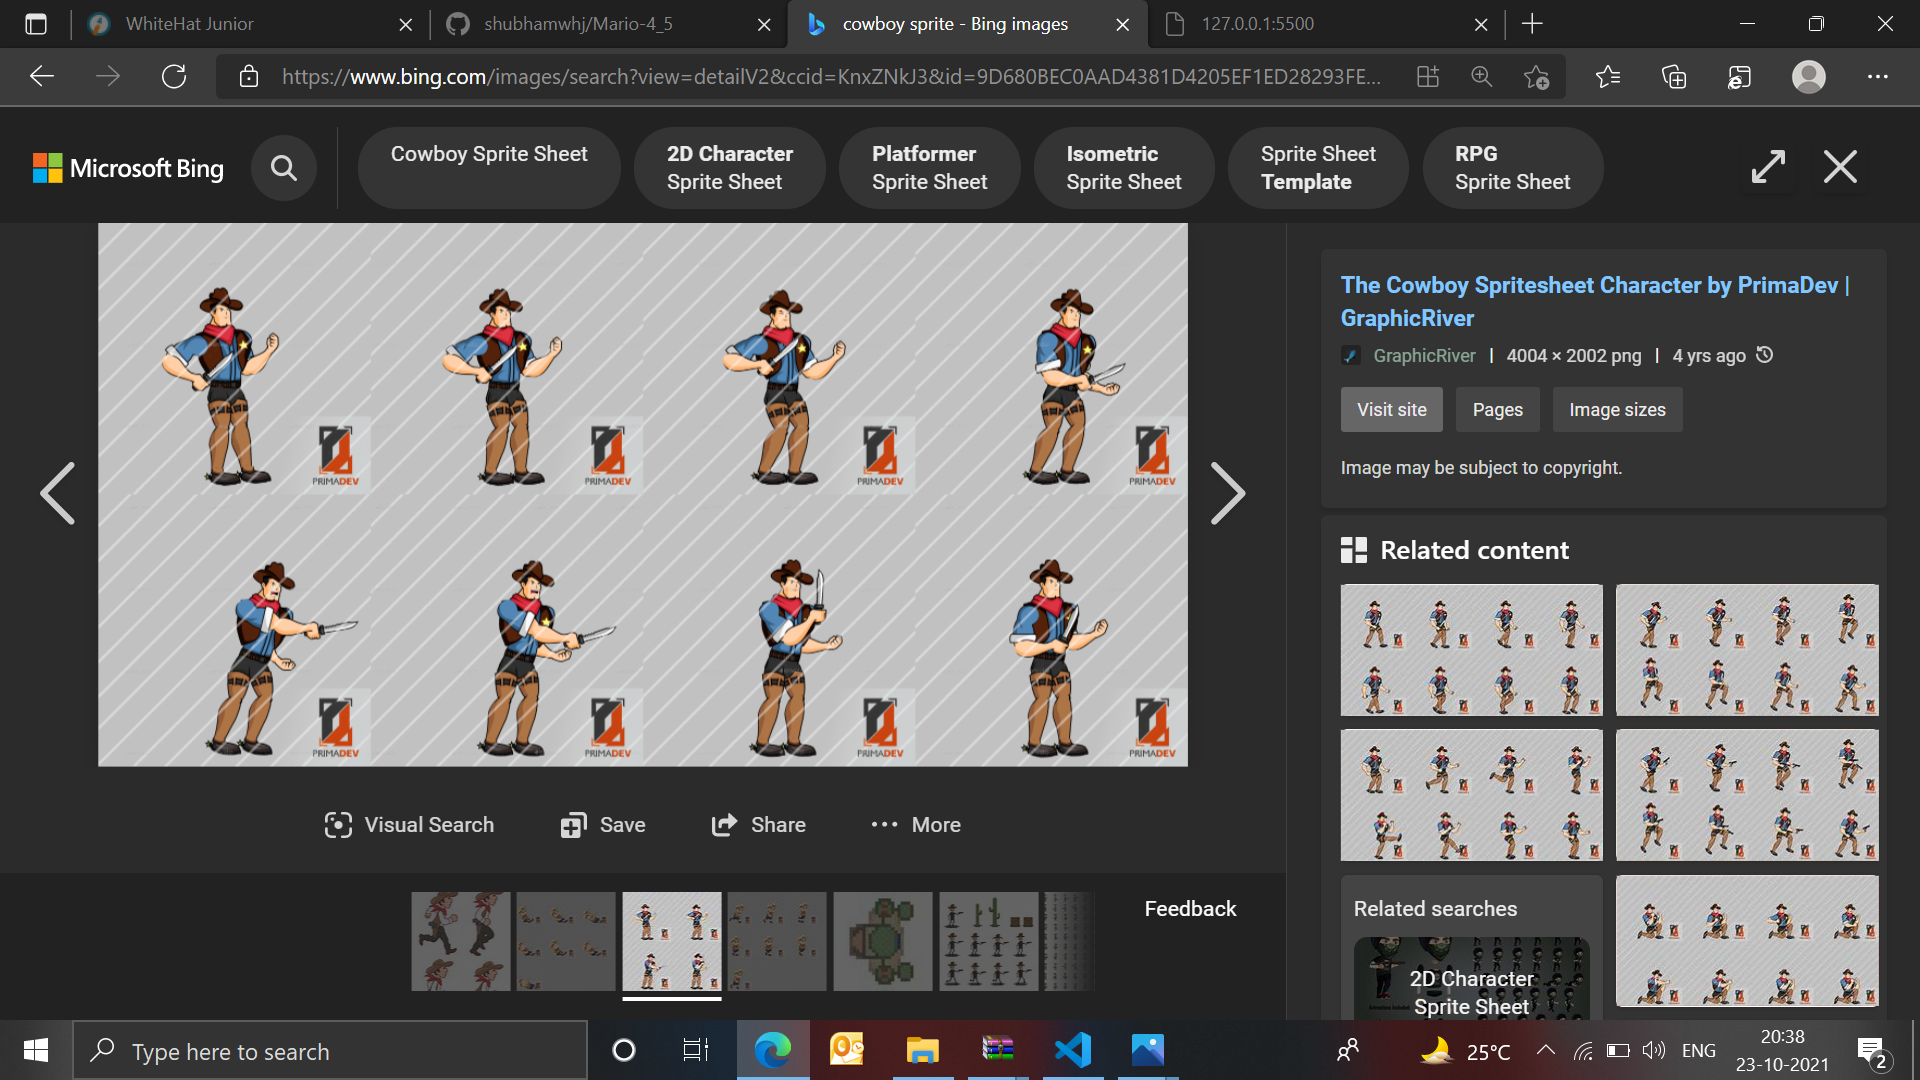 WhiteHat Junior
shubhamwhj/Mario-4_5
cowboy sprite - Bing images
127.0.0.1:5500
https://www.bing.com/images/search?view=detailV2&ccid=KnxZNkJ3&id=9D680BEC0AAD4381D4205EF1ED28293FE...
Microsoft Bing
Cowboy Sprite Sheet
2D Character
Sprite Sheet
Platformer
Sprite Sheet
Isometric
Sprite Sheet
Sprite Sheet
Template
RPG
Sprite Sheet
PRIMADEV
PRIMADEV
PRIMADEV
PRIMADEV
PRIMADEV
PRIMADEV
PRIMADEV
PRIMADEV
The Cowboy Spritesheet Character by PrimaDev |
GraphicRiver
GraphicRiver | 4004 × 2002 png | 4 yrs ago
Visit site
Pages
Image sizes
Image may be subject to copyright.
Related content
Visual Search
Save
Share
More
Feedback
Related searches
2D Character
Sprite Sheet
Type here to search
25°C
ENG
20:38
23-10-2021
2